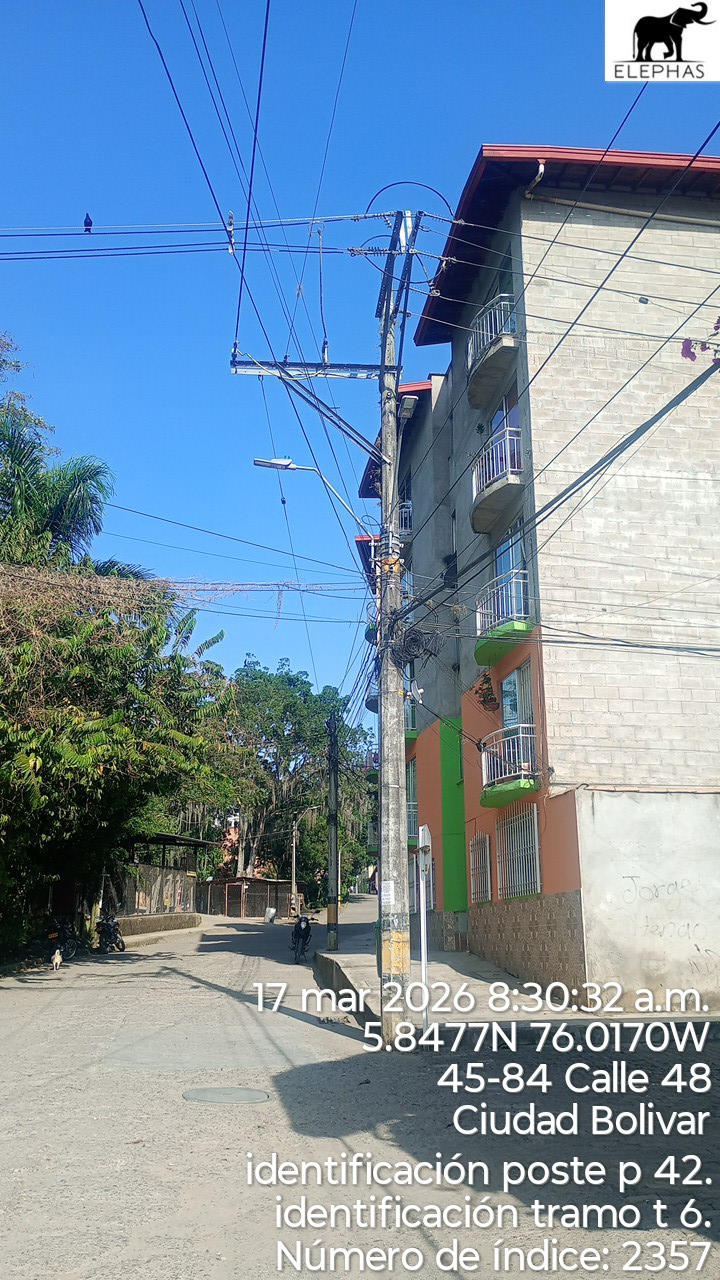 ELEPHAS
17 mar 2026 8:30:32 a.m.
5.8477N 76.0170W
45-84 Calle 48
Ciudad Bolivar
identificación poste p 42.
identificación tramo t 6.
Número de índice: 2357